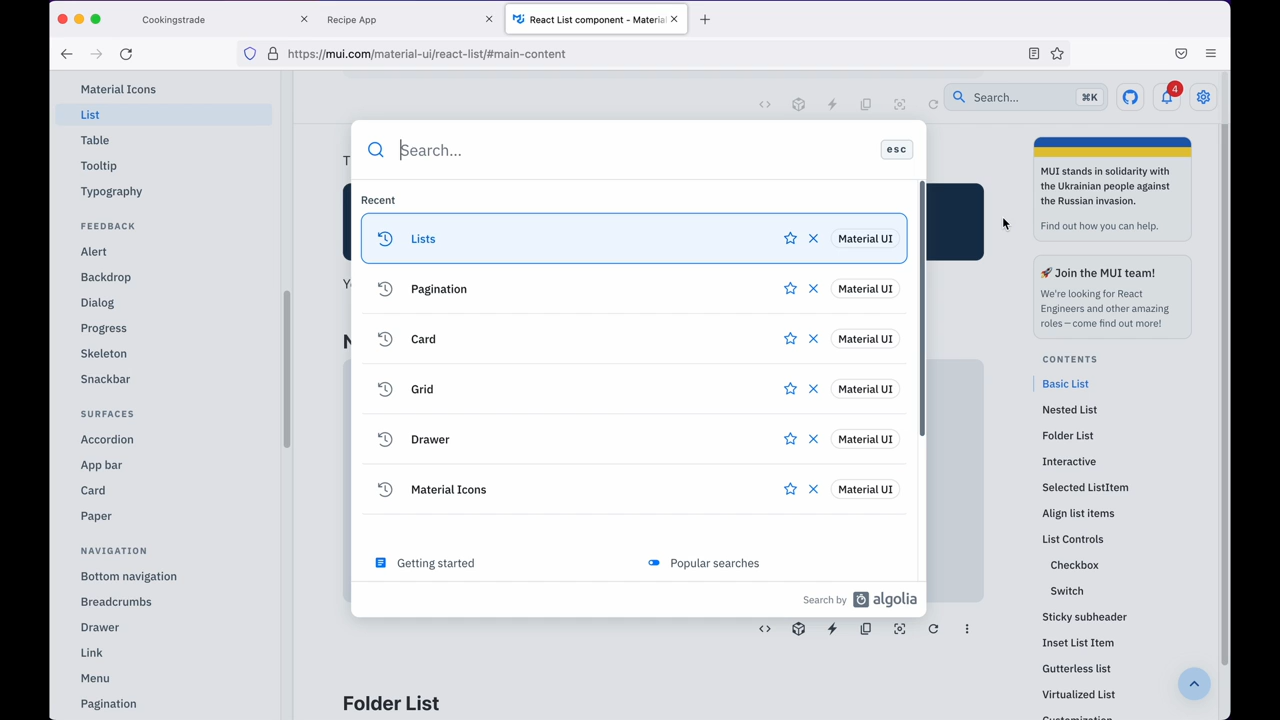 Cookingstrade
Recipe App
React List component - Material
https://mui.com/material-ui/react-list/#main-content
Material Icons
List
Table
Tooltip
Typography
FEEDBACK
Alert
Backdrop
Dialog
Progress
Skeleton
Snackbar
SURFACES
Accordion
App bar
Card
Paper
NAVIGATION
Bottom navigation
Breadcrumbs
Drawer
Link
Menu
Pagination
Search...
⌘K
4
Search...
esc
Recent
Lists
Material UI
Pagination
Material UI
Card
Material UI
Grid
Material UI
Drawer
Material UI
Material Icons
Material UI
Getting started
Popular searches
Search by algolia
Folder List
MUI stands in solidarity with
the Ukrainian people against
the Russian invasion.
Find out how you can help.
🚀 Join the MUI team!
We're looking for React
Engineers and other amazing
roles – come find out more!
CONTENTS
Basic List
Nested List
Folder List
Interactive
Selected ListItem
Align list items
List Controls
Checkbox
Switch
Sticky subheader
Inset List Item
Gutterless list
Virtualized List